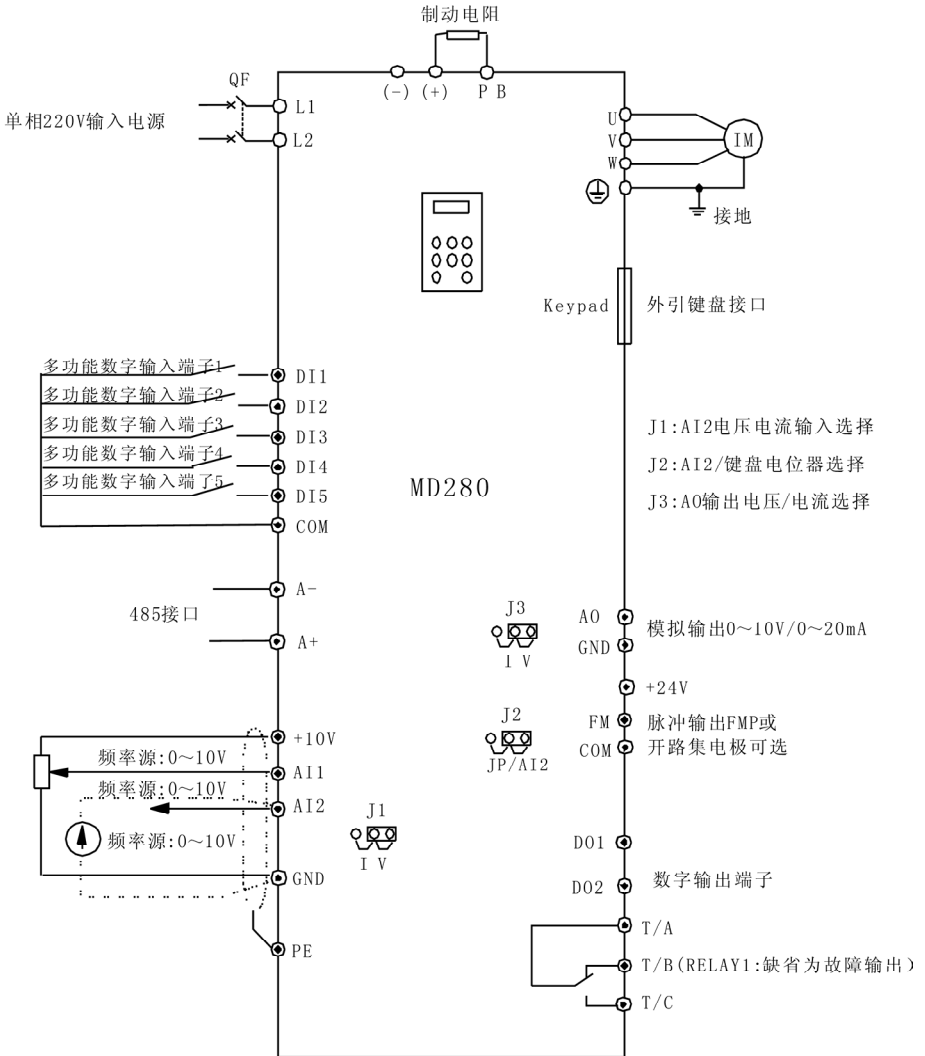 制动电阻
QF
(-) (+) PB
单相220V输入电源
L1
L2
U
V
W
IM
接地
Keypad
外引键盘接口
多功能数字输入端子1
DI1
多功能数字输入端子2
DI2
多功能数字输入端子3
DI3
多功能数字输入端子4
DI4
多功能数字输入端了5
DI5
COM
MD280
J1:AI2电压电流输入选择
J2:AI2/键盘电位器选择
J3:AO输出电压/电流选择
A-
485接口
A+
J3
I V
AO
GND
模拟输出0～10V/0～20mA
+24V
J2
JP/AI2
FM
COM
脉冲输出FMP或
开路集电极可选
+10V
频率源:0～10V
AI1
频率源:0～10V
AI2
频率源:0～10V
J1
I V
GND
PE
DO1
DO2
数字输出端子
T/A
T/B(RELAY1:缺省为故障输出)
T/C